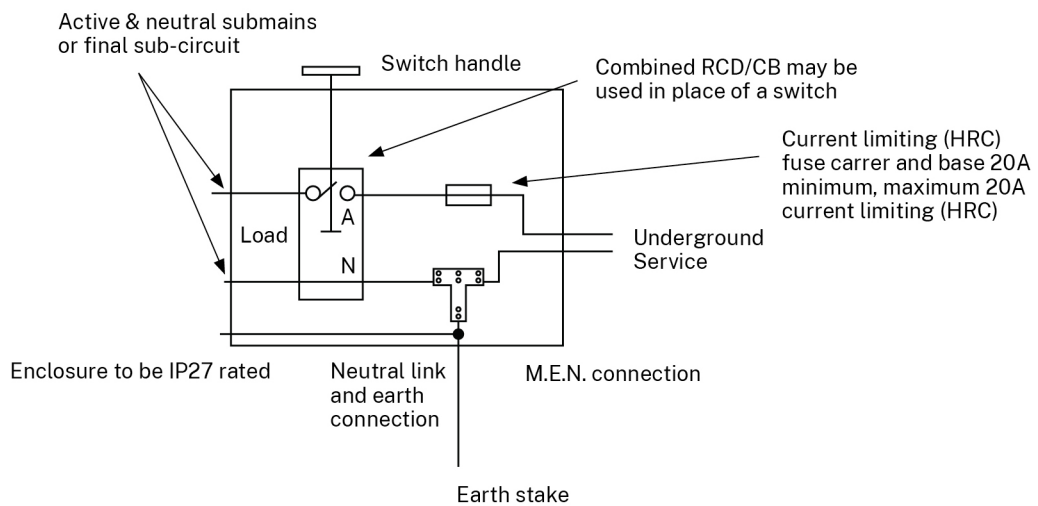 Active & neutral submains
or final sub-circuit
Switch handle
Combined RCD/CB may be
used in place of a switch
Current limiting (HRC)
fuse carrer and base 20A
minimum, maximum 20A
current limiting (HRC)
A
Load
N
Underground
Service
Enclosure to be IP27 rated
Neutral link
and earth
connection
M.E.N. connection
Earth stake